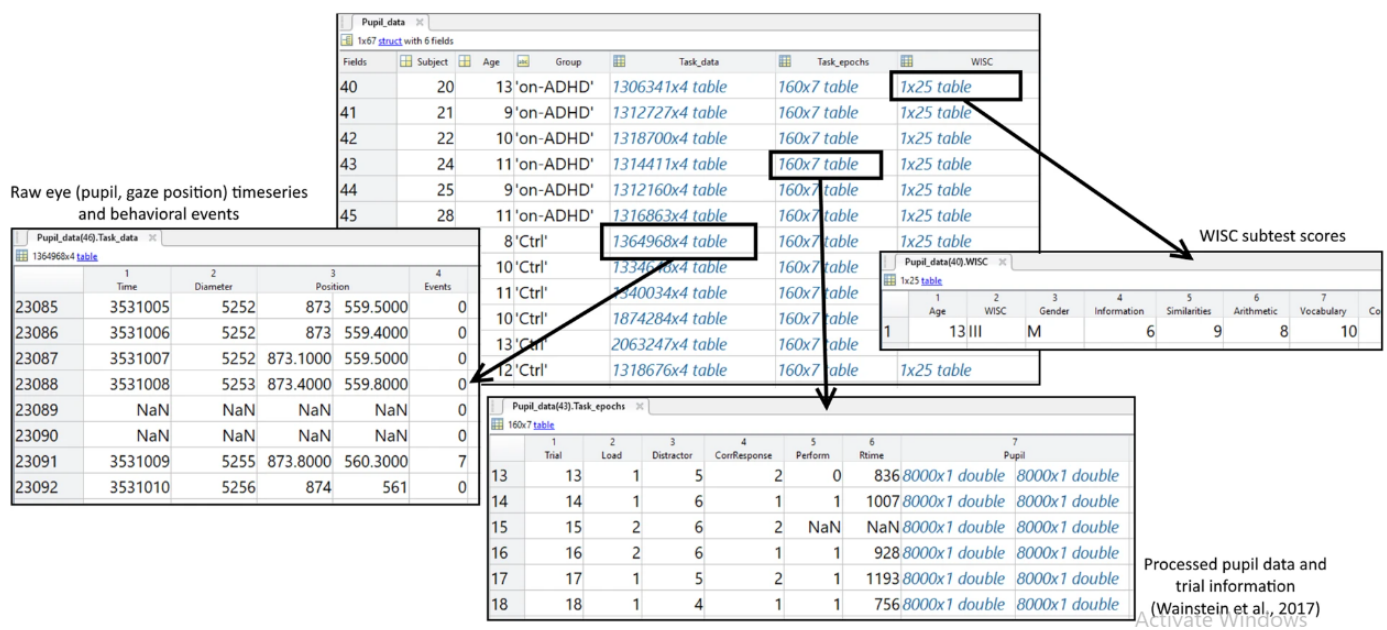 Pupil_data
1x67 struct with 6 fields
Fields Subject Age Group Task_data Task_epochs WISC
40 20 13 'on-ADHD' 1306341x4 table 160x7 table 1x25 table
41 21 9 'on-ADHD' 1312727x4 table 160x7 table 1x25 table
42 22 10 'on-ADHD' 1318700x4 table 160x7 table 1x25 table
43 24 11 'on-ADHD' 1314411x4 table 160x7 table 1x25 table
44 25 9 'on-ADHD' 1312160x4 table 160x7 table 1x25 table
45 28 11 'on-ADHD' 1316863x4 table 160x7 table 1x25 table
8 'Ctrl' 1364968x4 table 160x7 table 1x25 table
10 'Ctrl' 160x7 table
11 'Ctrl' 1340034x4 table 160x7 table
10 'Ctrl' 1874284x4 table 160x7 table
13 'Ctrl' 2063247x4 table 160x7 table
12 'Ctrl' 1318676x4 table 160x7 table 1x25 table
Raw eye (pupil, gaze position) timeseries
and behavioral events
Pupil_data(46).Task_data
1364968x4 table
1 2 3 4
Time Diameter Position Events
23085 3531005 5252 873 559.5000 0
23086 3531006 5252 873 559.4000 0
23087 3531007 5252 873.1000 559.5000 0
23088 3531008 5253 873.4000 559.8000 0
23089 NaN NaN NaN NaN 0
23090 NaN NaN NaN NaN 0
23091 3531009 5255 873.8000 560.3000 7
23092 3531010 5256 874 561 0
WISC subtest scores
Pupil_data(40).WISC
1x25 table
1 2 3 4 5 6 7
Age WISC Gender Information Similarities Arithmetic Vocabulary Co
1 13 III M 6 9 8 10
Pupil_data(43).Task_epochs
160x7 table
1 2 3 4 5 6 7
Trial Load Distractor CorrResponse Perform Rtime Pupil
13 13 1 5 2 0 836 8000x1 double 8000x1 double
14 14 1 6 1 1 1007 8000x1 double 8000x1 double
15 15 2 6 2 NaN NaN 8000x1 double 8000x1 double
16 16 2 6 1 1 928 8000x1 double 8000x1 double
17 17 1 5 2 1 1193 8000x1 double 8000x1 double
18 18 1 4 1 1 756 8000x1 double 8000x1 double
Processed pupil data and
trial information
(Wainstein et al., 2017)
Activate Windows